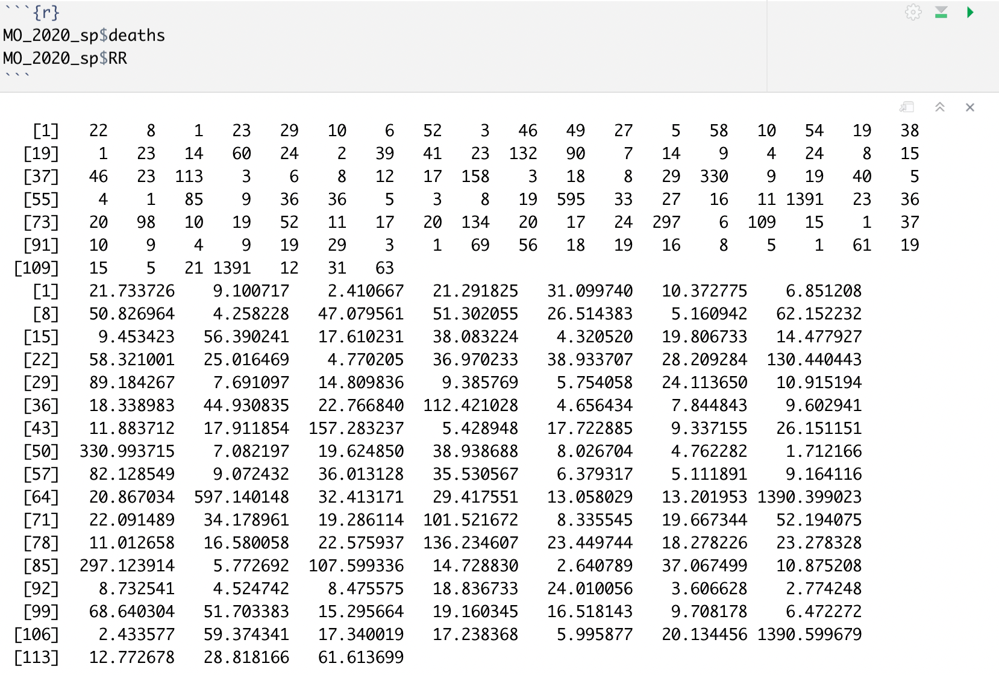 ```{r}
MO_2020_sp$deaths
MO_2020_sp$RR
```
[1] 22 8 1 23 29 10 6 52 3 46 49 27 5 58 10 54 19 38
[19] 1 23 14 60 24 2 39 41 23 132 90 7 14 9 4 24 8 15
[37] 46 23 113 3 6 8 12 17 158 3 18 8 29 330 9 19 40 5
[55] 4 1 85 9 36 36 5 3 8 19 595 33 27 16 11 1391 23 36
[73] 20 98 10 19 52 11 17 20 134 20 17 24 297 6 109 15 1 37
[91] 10 9 4 9 19 29 3 1 69 56 18 19 16 8 5 1 61 19
[109] 15 5 21 1391 12 31 63
[1] 21.733726 9.100717 2.410667 21.291825 31.099740 10.372775 6.851208
[8] 50.826964 4.258228 47.079561 51.302055 26.514383 5.160942 62.152232
[15] 9.453423 56.390241 17.610231 38.083224 4.320520 19.806733 14.477927
[22] 58.321001 25.016469 4.770205 36.970233 38.933707 28.209284 130.440443
[29] 89.184267 7.691097 14.809836 9.385769 5.754058 24.113650 10.915194
[36] 18.338983 44.930835 22.766840 112.421028 4.656434 7.844843 9.602941
[43] 11.883712 17.911854 157.283237 5.428948 17.722885 9.337155 26.151151
[50] 330.993715 7.082197 19.624850 38.938688 8.026704 4.762282 1.712166
[57] 82.128549 9.072432 36.013128 35.530567 6.379317 5.111891 9.164116
[64] 20.867034 597.140148 32.413171 29.417551 13.058029 13.201953 1390.399023
[71] 22.091489 34.178961 19.286114 101.521672 8.335545 19.667344 52.194075
[78] 11.012658 16.580058 22.575937 136.234607 23.449744 18.278226 23.278328
[85] 297.123914 5.772692 107.599336 14.728830 2.640789 37.067499 10.875208
[92] 8.732541 4.524742 8.475575 18.836733 24.010056 3.606628 2.774248
[99] 68.640304 51.703383 15.295664 19.160345 16.518143 9.708178 6.472272
[106] 2.433577 59.374341 17.340019 17.238368 5.995877 20.134456 1390.599679
[113] 12.772678 28.818166 61.613699